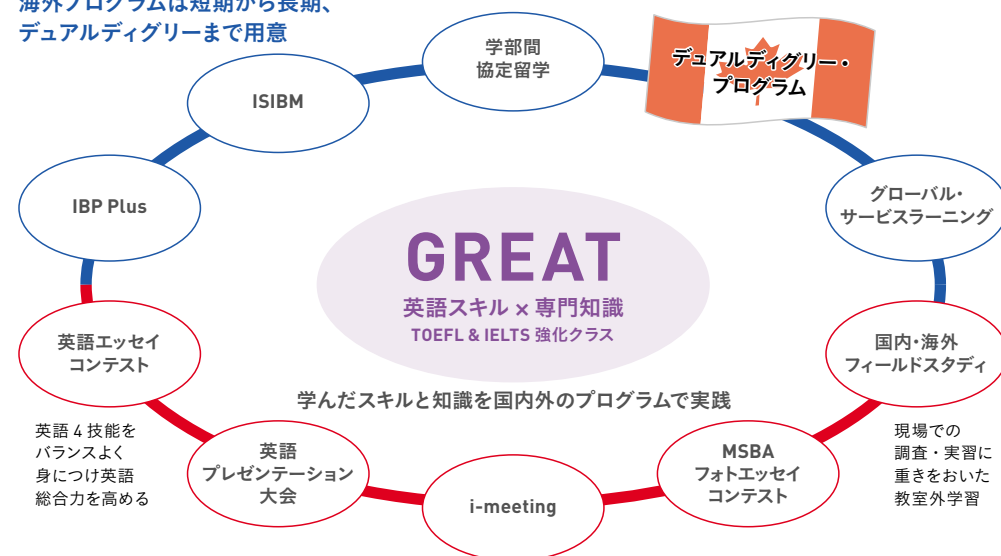 海外プログラムは短期から長期、
デュアルディグリーまで用意
学部間
協定留学
デュアルディグリー・
プログラム
ISIBM
IBP Plus
グローバル・
サービスラーニング
GREAT
英語スキル × 専門知識
TOEFL & IELTS 強化クラス
英語エッセイ
コンテスト
国内・海外
フィールドスタディ
学んだスキルと知識を国内外のプログラムで実践
英語 4 技能を
バランスよく
身につけ英語
総合力を高める
英語
プレゼンテーション
大会
i-meeting
MSBA
フォトエッセイ
コンテスト
現場での
調査・実習に
重きをおいた
教室外学習